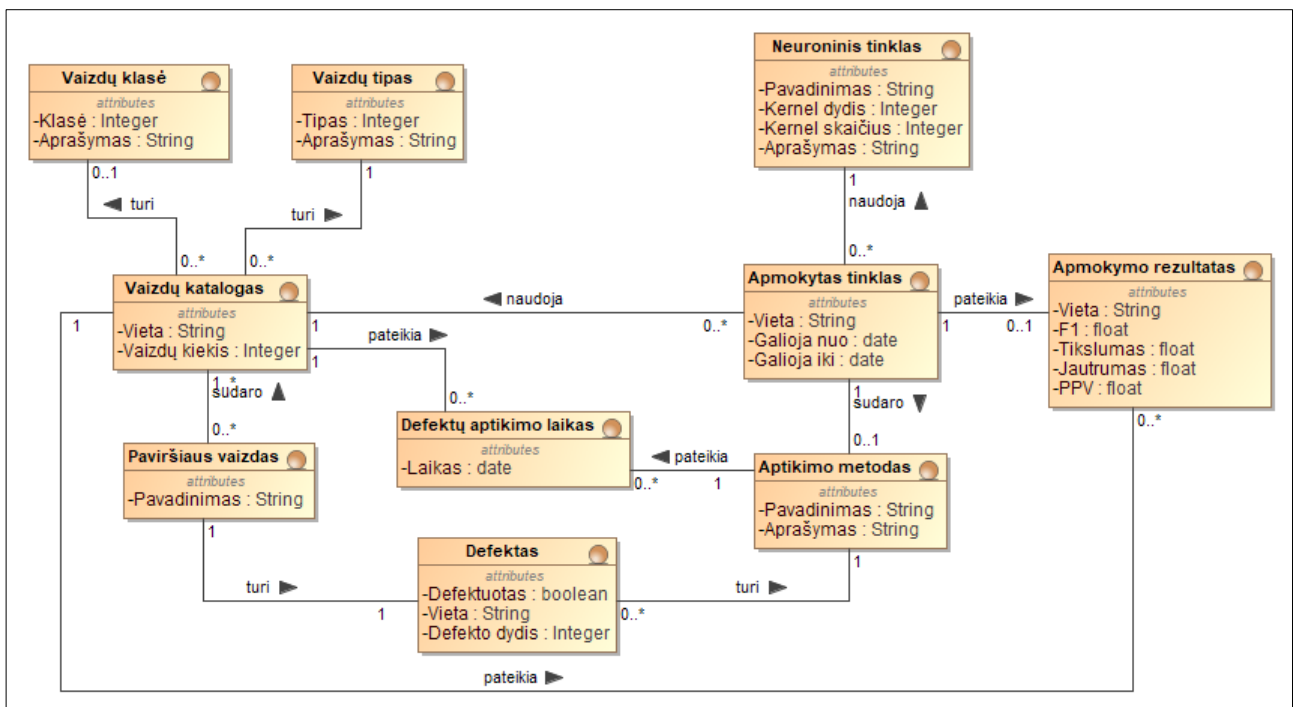 Vaizdų klasė
attributes
-Klasė : Integer
-Aprašymas : String
Vaizdų tipas
attributes
-Tipas : Integer
-Aprašymas : String
Neuroninis tinklas
attributes
-Pavadinimas : String
-Kernel dydis : Integer
-Kernel skaičius : Integer
-Aprašymas : String
0..1
turi
0..*
1
turi
0..*
1
naudoja
0..*
Vaizdų katalogas
attributes
-Vieta : String
-Vaizdų kiekis : Integer
1
naudoja
0..*
Apmokytas tinklas
attributes
-Vieta : String
-Galioja nuo : date
-Galioja iki : date
pateikia
1
0..1
Apmokymo rezultatas
attributes
-Vieta : String
-F1 : float
-Tikslumas : float
-Jautrumas : float
-PPV : float
1
pateikia
1
0..*
1..*
sudaro
0..*
1
sudaro
0..1
0..*
Defektų aptikimo laikas
attributes
-Laikas : date
pateikia
0..*
1
Paviršiaus vaizdas
attributes
-Pavadinimas : String
Aptikimo metodas
attributes
-Pavadinimas : String
-Aprašymas : String
1
turi
1
Defektas
attributes
-Defektuotas : boolean
-Vieta : String
-Defekto dydis : Integer
0..*
turi
1
pateikia